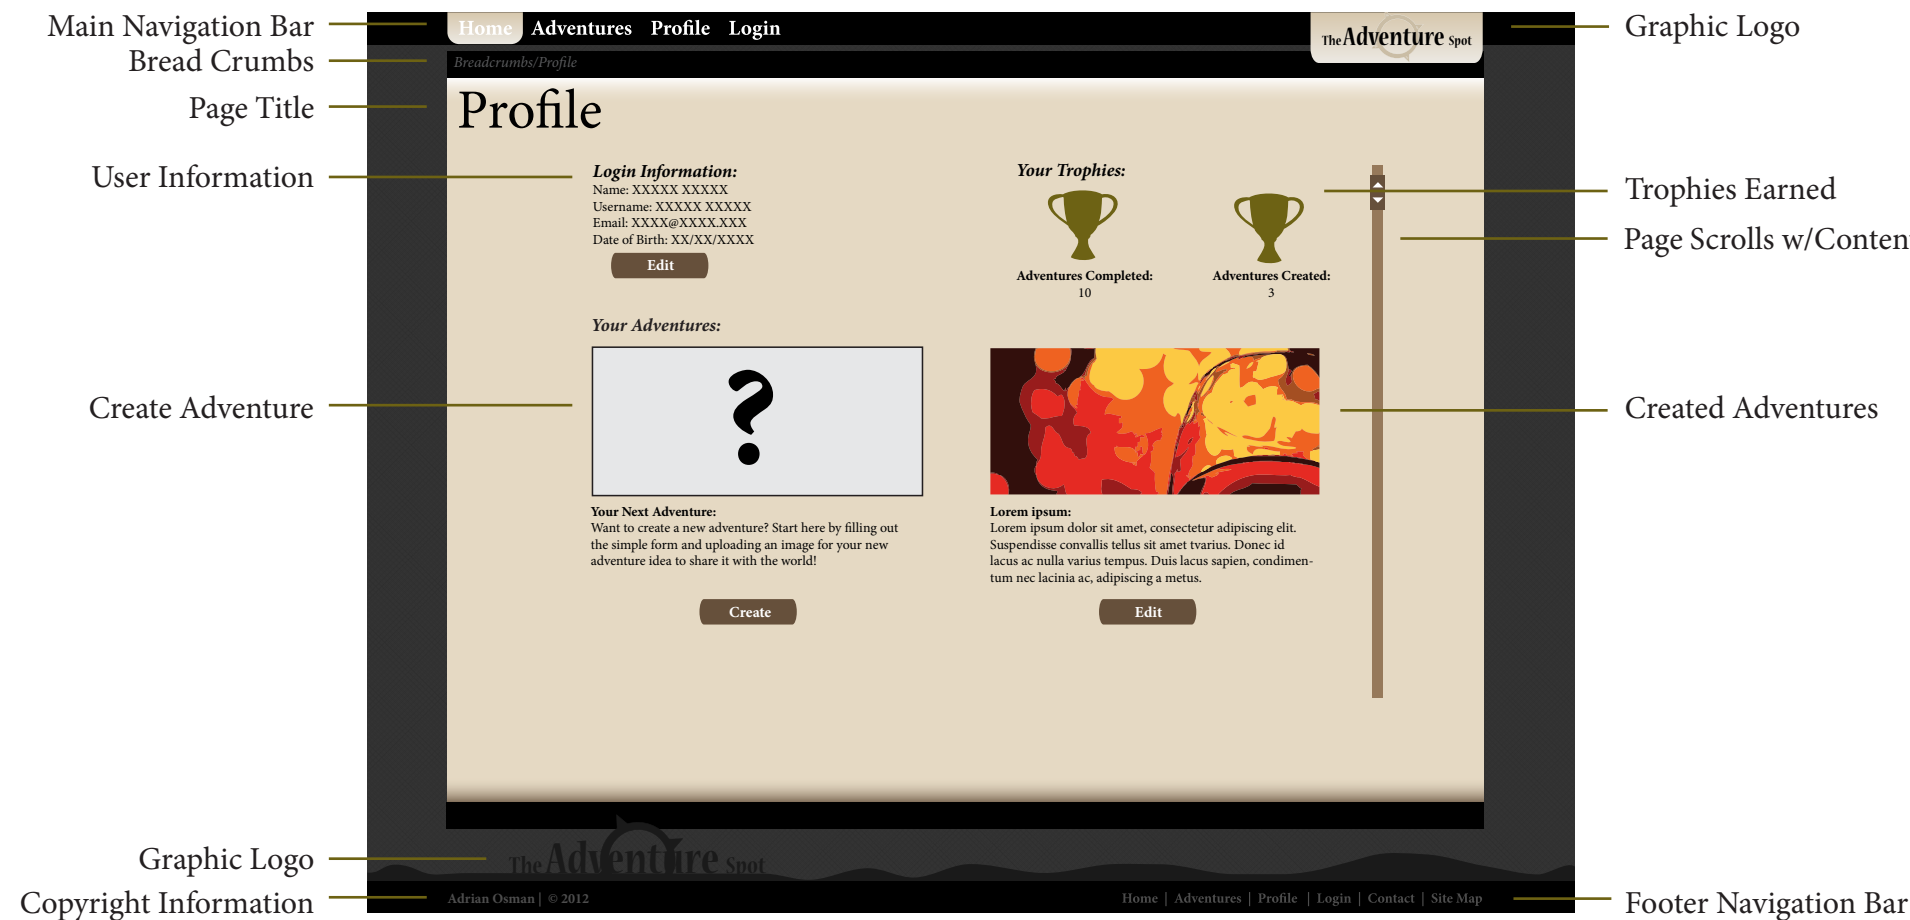 Main Navigation Bar
Bread Crumbs
Page Title
User Information
Create Adventure
Graphic Logo
Copyright Information
Home Adventures Profile Login
The Adventure Spot
Breadcrumbs/Profile
Profile
Login Information:
Name: XXXXX XXXXX
Username: XXXXX XXXXX
Email: XXXX@XXXX.XXX
Date of Birth: XX/XX/XXXX
Edit
Your Trophies:
Adventures Completed:
10
Adventures Created:
3
Your Adventures:
?
Your Next Adventure:
Want to create a new adventure? Start here by filling out
the simple form and uploading an image for your new
adventure idea to share it with the world!
Create
Lorem ipsum:
Lorem ipsum dolor sit amet, consectetur adipiscing elit.
Suspendisse convallis tellus sit amet tvarius. Donec id
lacus ac nulla varius tempus. Duis lacus sapien, condimen-
tum nec lacinia ac, adipiscing a metus.
Edit
The Adventure Spot
Adrian Osman | © 2012
Home | Adventures | Profile | Login | Contact | Site Map
Graphic Logo
Trophies Earned
Page Scrolls w/Conten
Created Adventures
Footer Navigation Bar